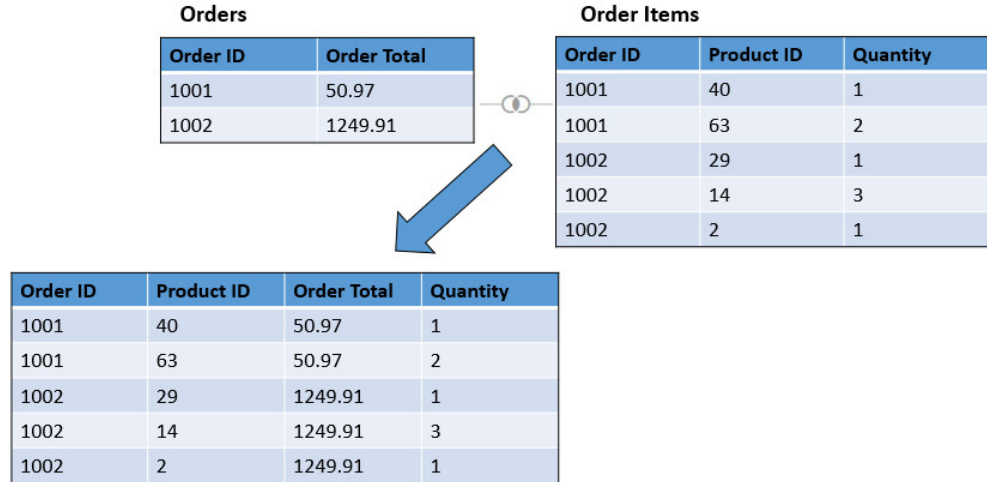 Orders
Order ID Order Total
1001 50.97
1002 1249.91
Order Items
Order ID Product ID Quantity
1001 40 1
1001 63 2
1002 29 1
1002 14 3
1002 2 1
Order ID Product ID Order Total Quantity
1001 40 50.97 1
1001 63 50.97 2
1002 29 1249.91 1
1002 14 1249.91 3
1002 2 1249.91 1